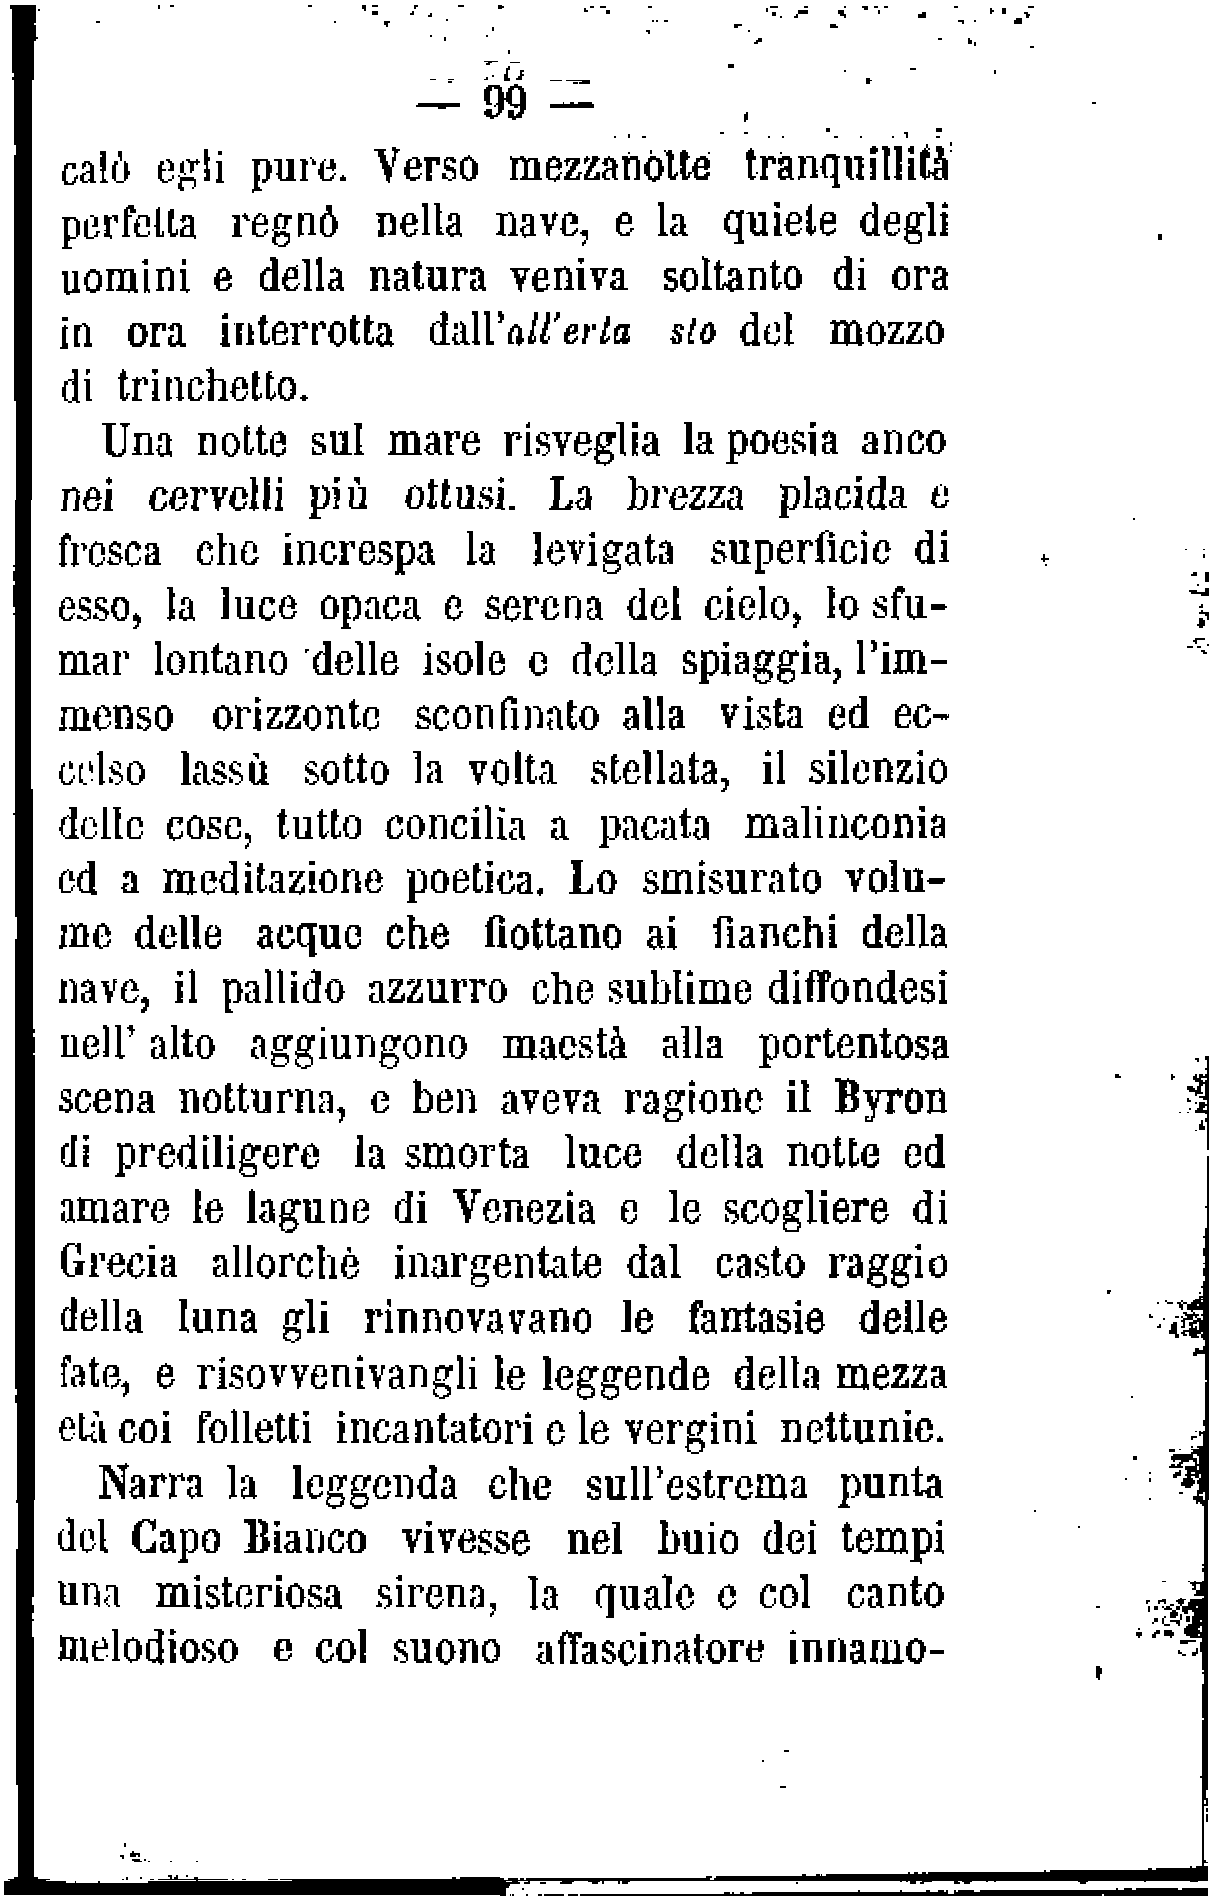 — 99 —
calò egli pure. Verso mezzanotte tranquillità
perfetta regnò nella nave, e la quiete degli
uomini e della natura veniva soltanto di ora
in ora interrotta dall'all'erta sto del mozzo
di trinchetto.
Una notte sul mare risveglia la poesia anco
nei cervelli più ottusi. La brezza placida e
fresca che increspa la levigata superficie di
esso, la luce opaca e serena del cielo, lo sfu-
mar lontano delle isole e della spiaggia, l'im-
menso orizzonte sconfinato alla vista ed ec-
celso lassù sotto la volta stellata, il silenzio
delle cose, tutto concilia a pacata malinconia
ed a meditazione poetica. Lo smisurato volu-
me delle acque che fiottano ai fianchi della
nave, il pallido azzurro che sublime diffondesi
nell' alto aggiungono maestà alla portentosa
scena notturna, e ben aveva ragione il Byron
di prediligere la smorta luce della notte ed
amare le lagune di Venezia e le scogliere di
Grecia allorchè inargentate dal casto raggio
della luna gli rinnovavano le fantasie delle
fate, e risovvenivangli le leggende della mezza
età coi folletti incantatori e le vergini nettunie.
Narra la leggenda che sull'estrema punta
del Capo Bianco vivesse nel buio dei tempi
una misteriosa sirena, la quale e col canto
melodioso e col suono affascinatore innamo-